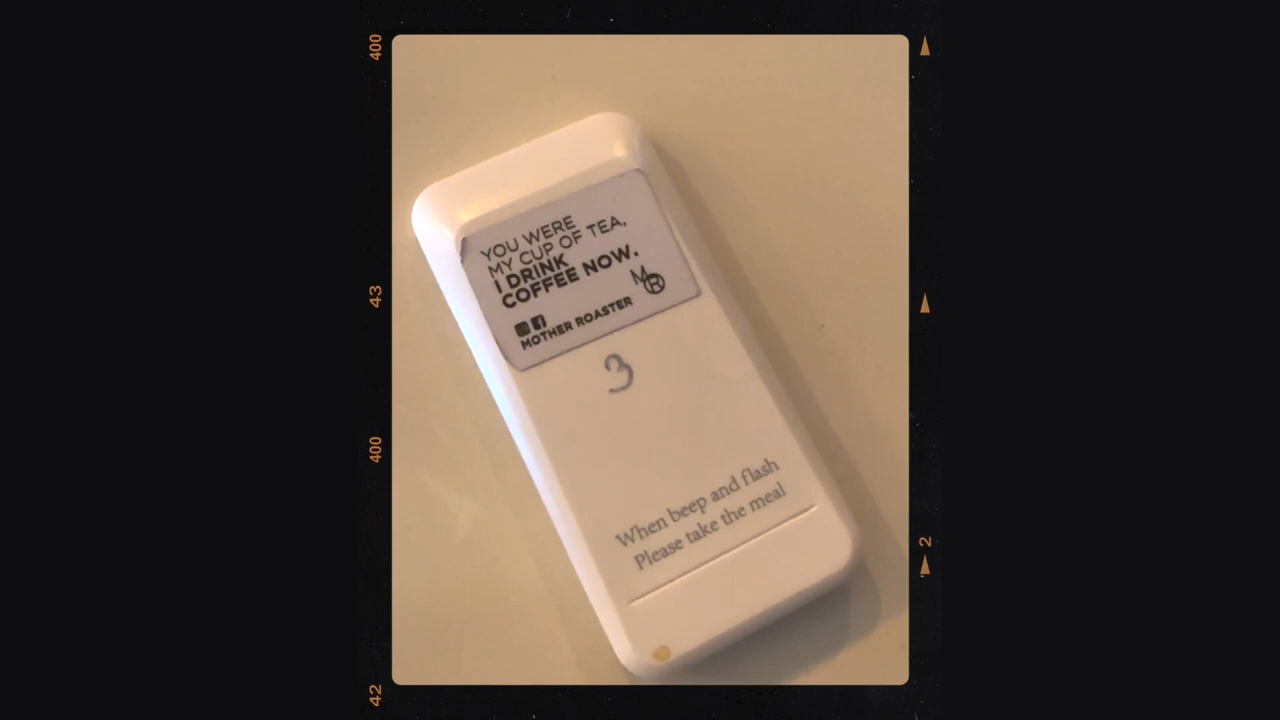 400
43
400
42
2
YOU WERE
MY CUP OF TEA,
I DRINK
COFFEE NOW.
MR
MOTHER ROASTER
3
When beep and flash
Please take the meal